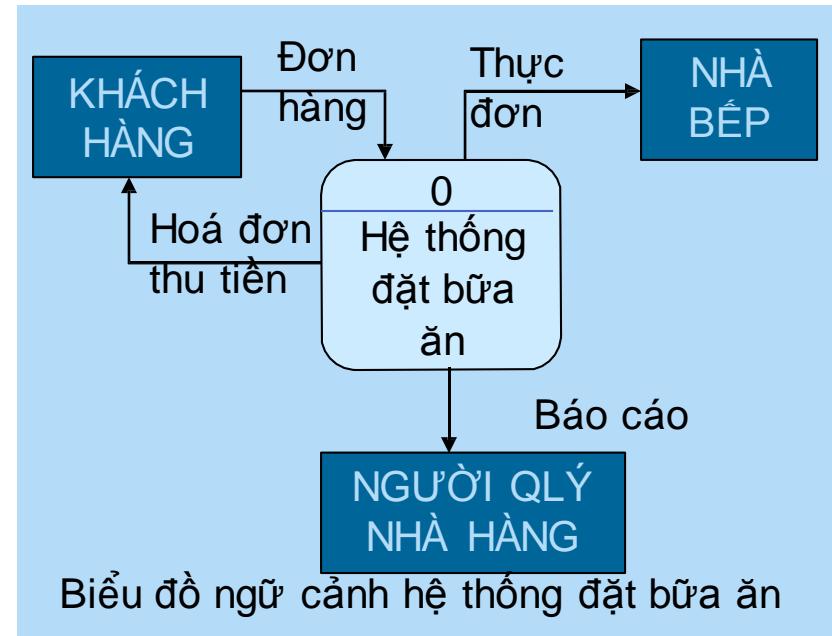 Đơn
hàng
Thực
đơn
KHÁCH
HÀNG
NHÀ
BẾP
0
Hệ thống
đặt bữa
ăn
Hoá đơn
thu tiền
Báo cáo
NGƯỜI QLÝ
NHÀ HÀNG
Biểu đồ ngữ cảnh hệ thống đặt bữa ăn